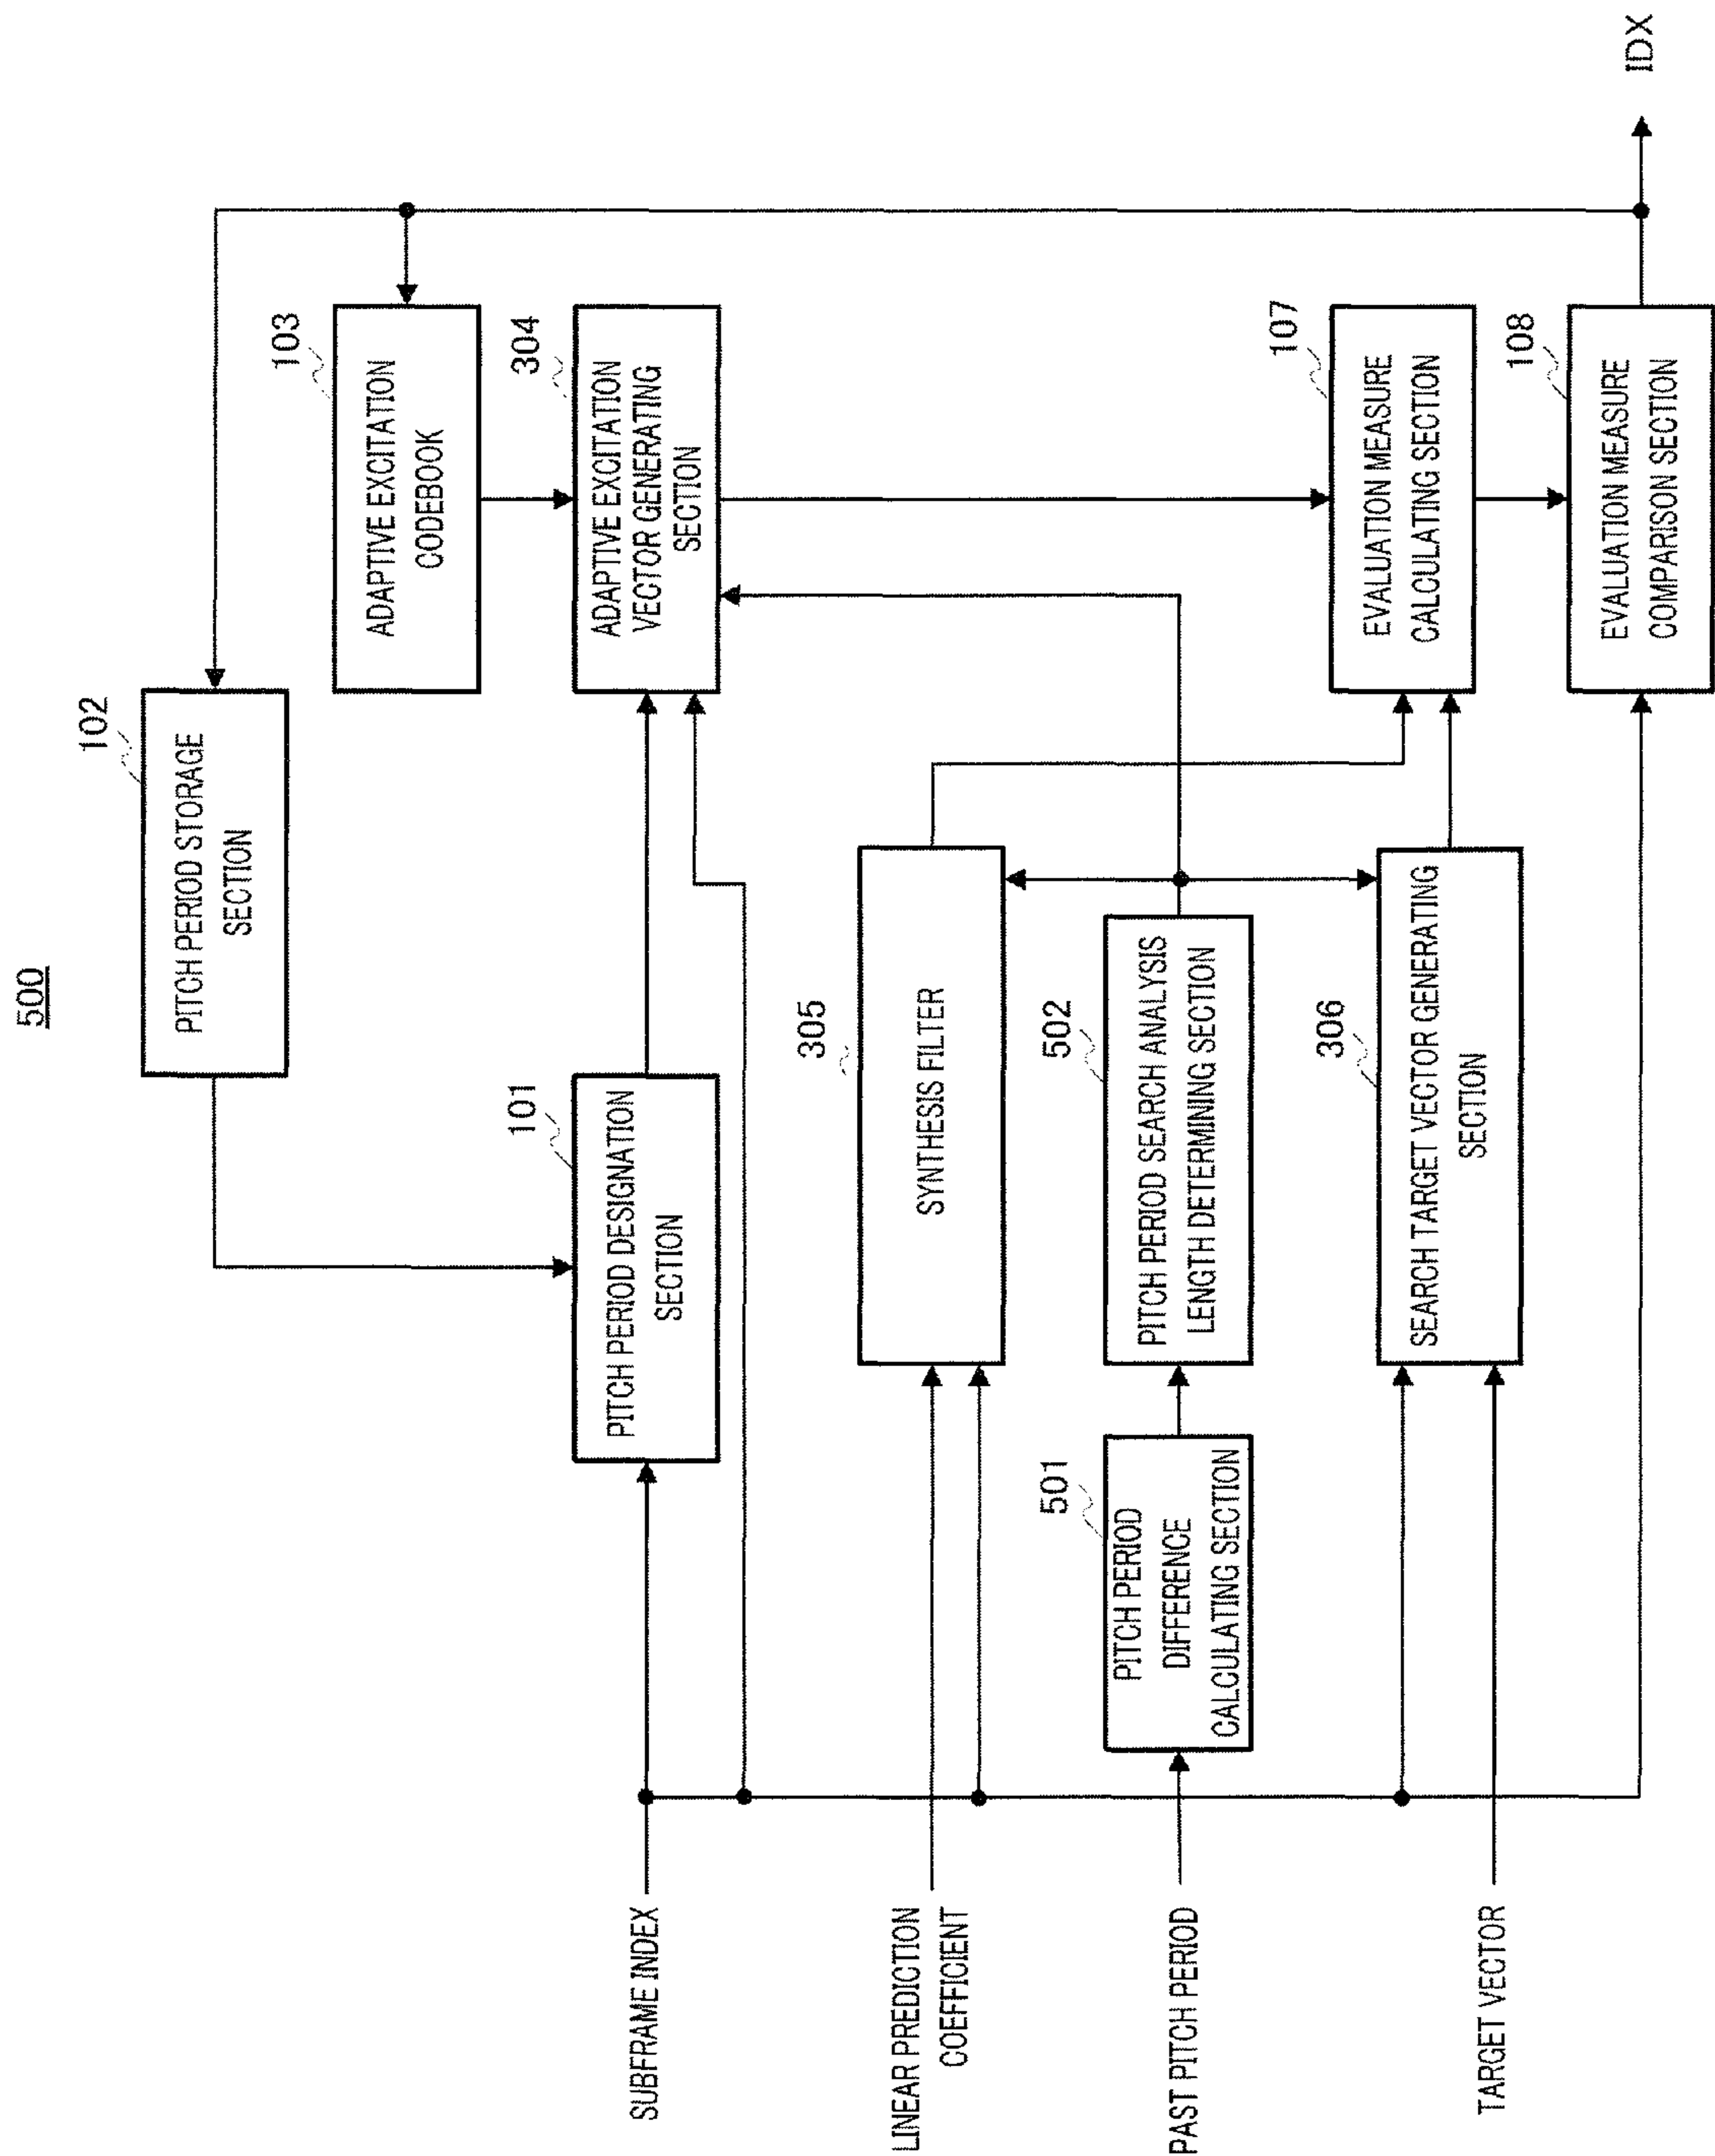 500
102
PITCH PERIOD STORAGE
SECTION
103
ADAPTIVE EXCITATION
CODEBOOK
101
PITCH PERIOD DESIGNATION
SECTION
304
ADAPTIVE EXCITATION
VECTOR GENERATING
SECTION
SUBFRAME INDEX
305
SYNTHESIS FILTER
LINEAR PREDICTION
COEFFICIENT
501
PITCH PERIOD
DIFFERENCE
CALCULATING SECTION
502
PITCH PERIOD SEARCH ANALYSIS
LENGTH DETERMINING SECTION
PAST PITCH PERIOD
306
SEARCH TARGET VECTOR GENERATING
SECTION
107
EVALUATION MEASURE
CALCULATING SECTION
TARGET VECTOR
108
EVALUATION MEASURE
COMPARISON SECTION
IDX